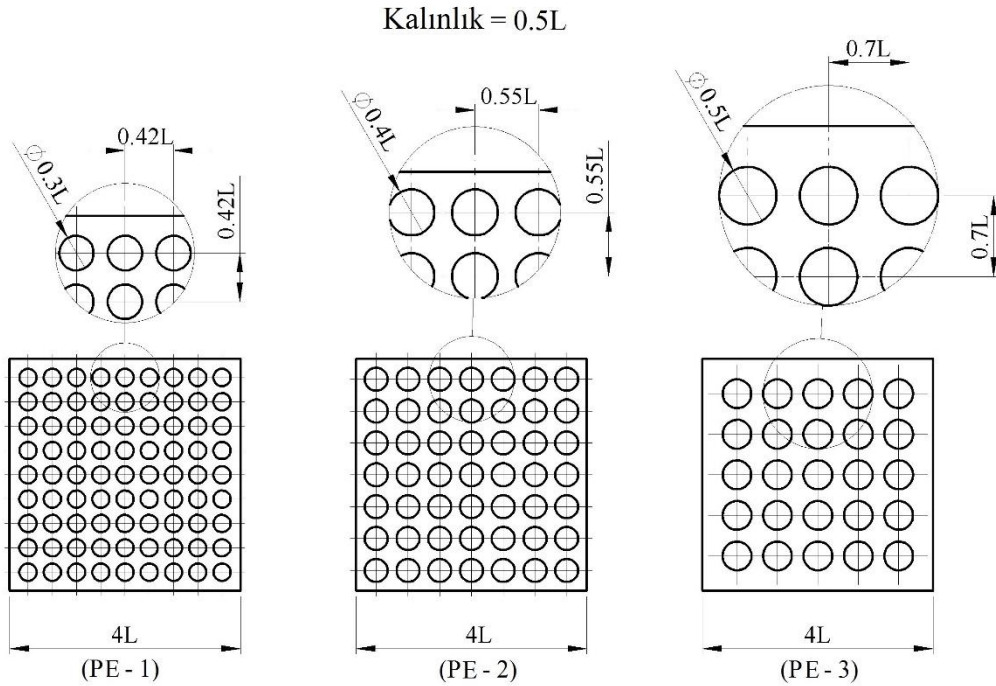 Kalınlık = 0.5L
∅0.3L
0.42L
0.42L
∅0.4L
0.55L
0.55L
∅0.5L
0.7L
0.7L
4L
(PE - 1)
4L
(PE - 2)
4L
(PE - 3)